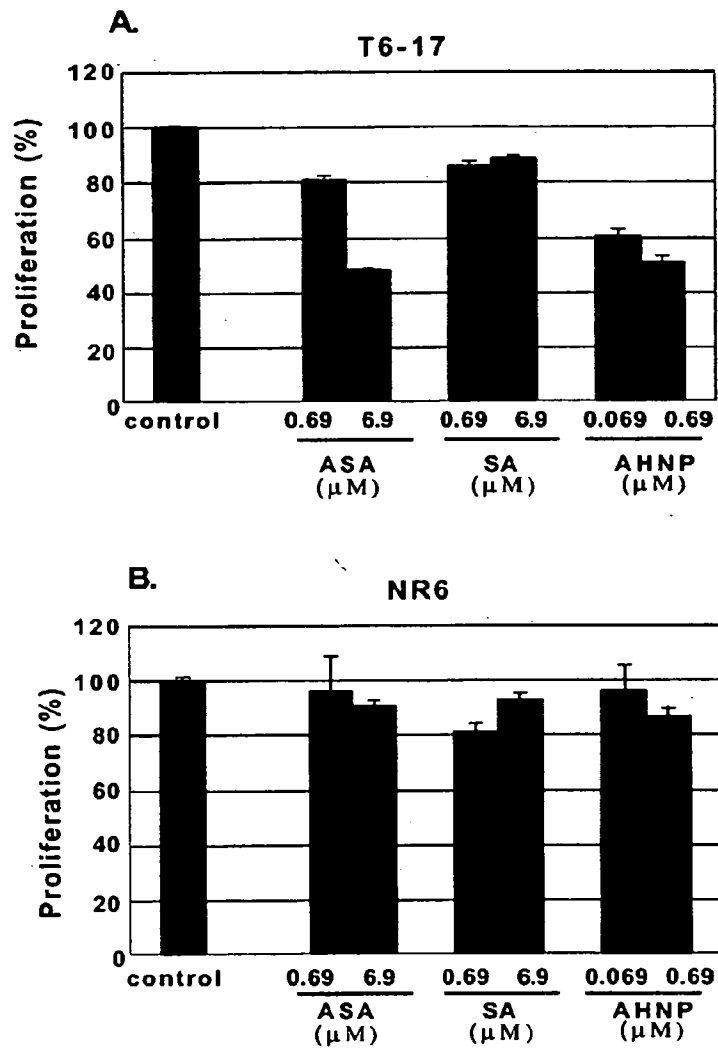 A.
T6-17
Proliferation (%)
120
100
80
60
40
20
0
control
0.69 6.9 0.69 6.9 0.069 0.69
ASA SA AHNP
(μM) (μM) (μM)
B.
NR6
Proliferation (%)
120
100
80
60
40
20
0
control
0.69 6.9 0.69 6.9 0.069 0.69
ASA SA AHNP
(μM) (μM) (μM)